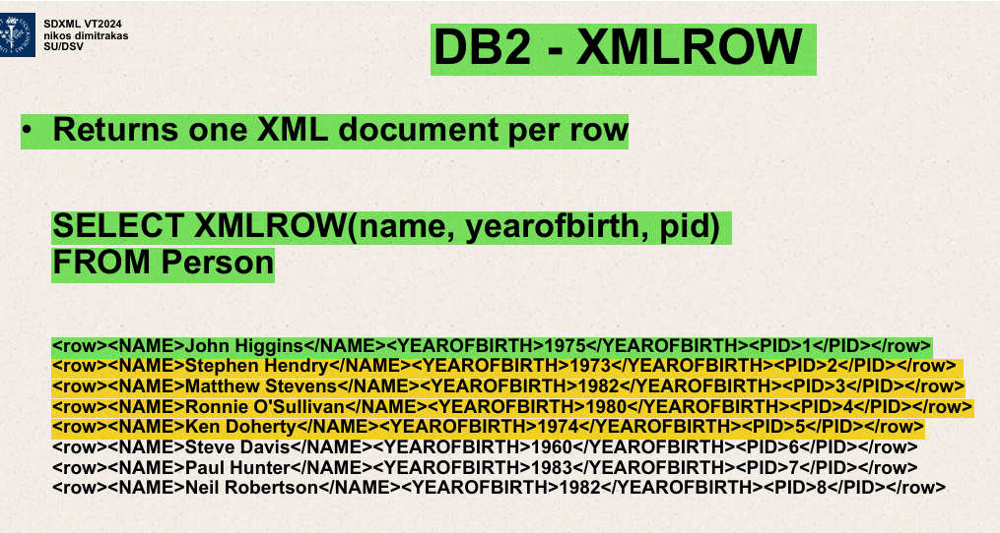 SDXML VT2024
nikos dimitrakas
SU/DSV
DB2 - XMLROW
• Returns one XML document per row
SELECT XMLROW(name, yearofbirth, pid)
FROM Person
<row><NAME>John Higgins</NAME><YEAROFBIRTH>1975</YEAROFBIRTH><PID>1</PID></row>
<row><NAME>Stephen Hendry</NAME><YEAROFBIRTH>1973</YEAROFBIRTH><PID>2</PID></row>
<row><NAME>Matthew Stevens</NAME><YEAROFBIRTH>1982</YEAROFBIRTH><PID>3</PID></row>
<row><NAME>Ronnie O'Sullivan</NAME><YEAROFBIRTH>1980</YEAROFBIRTH><PID>4</PID></row>
<row><NAME>Ken Doherty</NAME><YEAROFBIRTH>1974</YEAROFBIRTH><PID>5</PID></row>
<row><NAME>Steve Davis</NAME><YEAROFBIRTH>1960</YEAROFBIRTH><PID>6</PID></row>
<row><NAME>Paul Hunter</NAME><YEAROFBIRTH>1983</YEAROFBIRTH><PID>7</PID></row>
<row><NAME>Neil Robertson</NAME><YEAROFBIRTH>1982</YEAROFBIRTH><PID>8</PID></row>